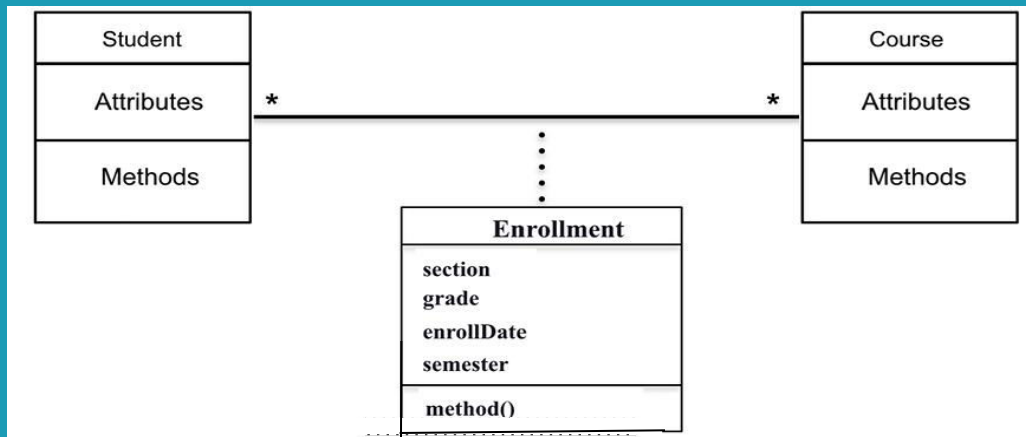 Student
Attributes
Methods
*
*
Course
Attributes
Methods
Enrollment
section
grade
enrollDate
semester
method()